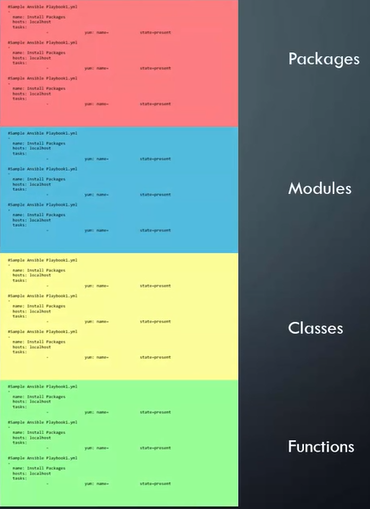 #Sample Ansible Playbook1.yml
-
name: Install Packages
hosts: localhost
tasks:
- yum: name= state=present
#Sample Ansible Playbook1.yml
-
name: Install Packages
hosts: localhost
tasks:
- yum: name= state=present
#Sample Ansible Playbook1.yml
-
name: Install Packages
hosts: localhost
tasks:
- yum: name= state=present
Packages
#Sample Ansible Playbook1.yml
-
name: Install Packages
hosts: localhost
tasks:
- yum: name= state=present
#Sample Ansible Playbook1.yml
-
name: Install Packages
hosts: localhost
tasks:
- yum: name= state=present
#Sample Ansible Playbook1.yml
-
name: Install Packages
hosts: localhost
tasks:
- yum: name= state=present
Modules
#Sample Ansible Playbook1.yml
-
name: Install Packages
hosts: localhost
tasks:
- yum: name= state=present
#Sample Ansible Playbook1.yml
-
name: Install Packages
hosts: localhost
tasks:
- yum: name= state=present
#Sample Ansible Playbook1.yml
-
name: Install Packages
hosts: localhost
tasks:
- yum: name= state=present
Classes
#Sample Ansible Playbook1.yml
-
name: Install Packages
hosts: localhost
tasks:
- yum: name= state=present
#Sample Ansible Playbook1.yml
-
name: Install Packages
hosts: localhost
tasks:
- yum: name= state=present
#Sample Ansible Playbook1.yml
-
name: Install Packages
hosts: localhost
tasks:
- yum: name= state=present
Functions